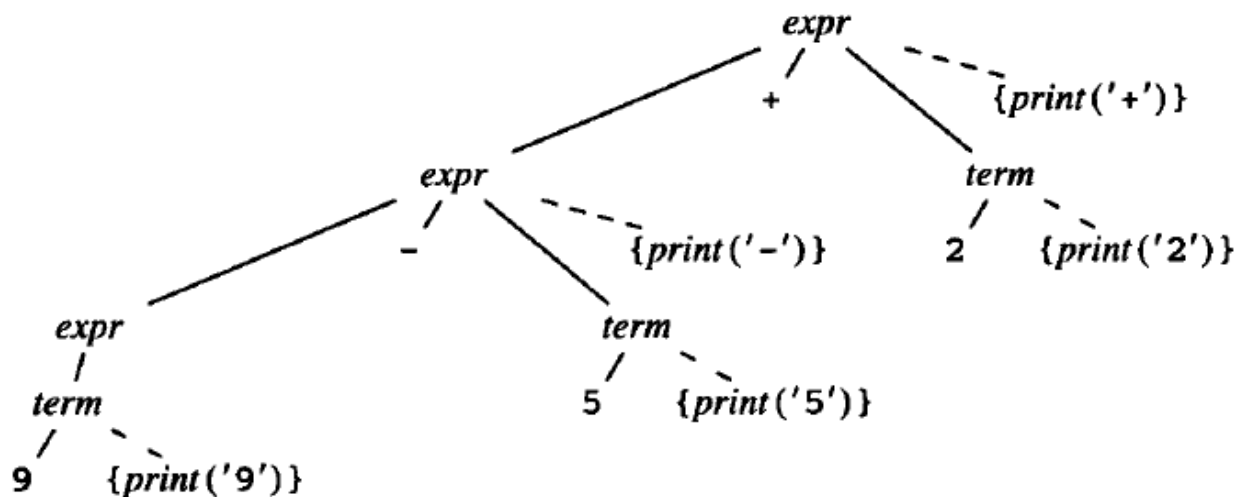 expr
+ {print('+')}
expr term
- {print('-')} 2 {print('2')}
expr term
term 5 {print('5')}
9 {print('9')}